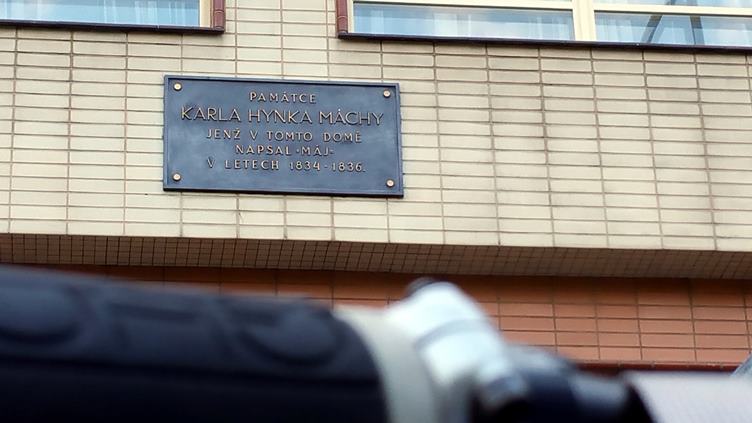 PAMÁTCE
KARLA HYNKA MÁCHY
JENŽ V TOMTO DOMĚ
NAPSAL •MÁJ•
V LETECH 1834-1836.